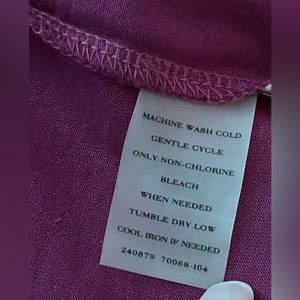 MACHINE WASH COLD
GENTLE CYCLE
ONLY NON-CHLORINE
BLEACH
WHEN NEEDED
TUMBLE DRY LOW
COOL IRON IF NEEDED
240879 70068-104